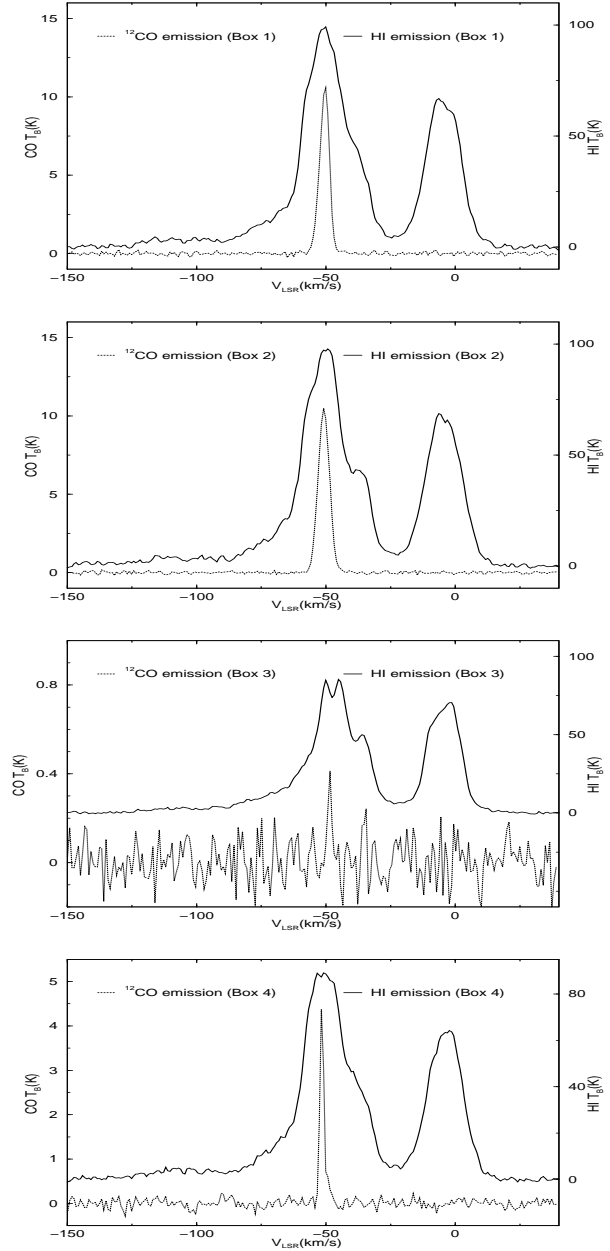 15
10
5
0
CO T_B(K)
¹²CO emission (Box 1)
HI emission (Box 1)
100
50
0
HI T_B(K)
−150
−100
−50
0
V_LSR(km/s)
15
10
5
0
CO T_B(K)
¹²CO emission (Box 2)
HI emission (Box 2)
100
50
0
HI T_B(K)
−150
−100
−50
0
V_LSR(km/s)
0.8
0.4
0
CO T_B(K)
¹²CO emission (Box 3)
HI emission (Box 3)
100
50
0
HI T_B(K)
−150
−100
−50
0
V_LSR(km/s)
5
4
3
2
1
0
CO T_B(K)
¹²CO emission (Box 4)
HI emission (Box 4)
80
40
0
HI T_B(K)
−150
−100
−50
0
V_LSR(km/s)